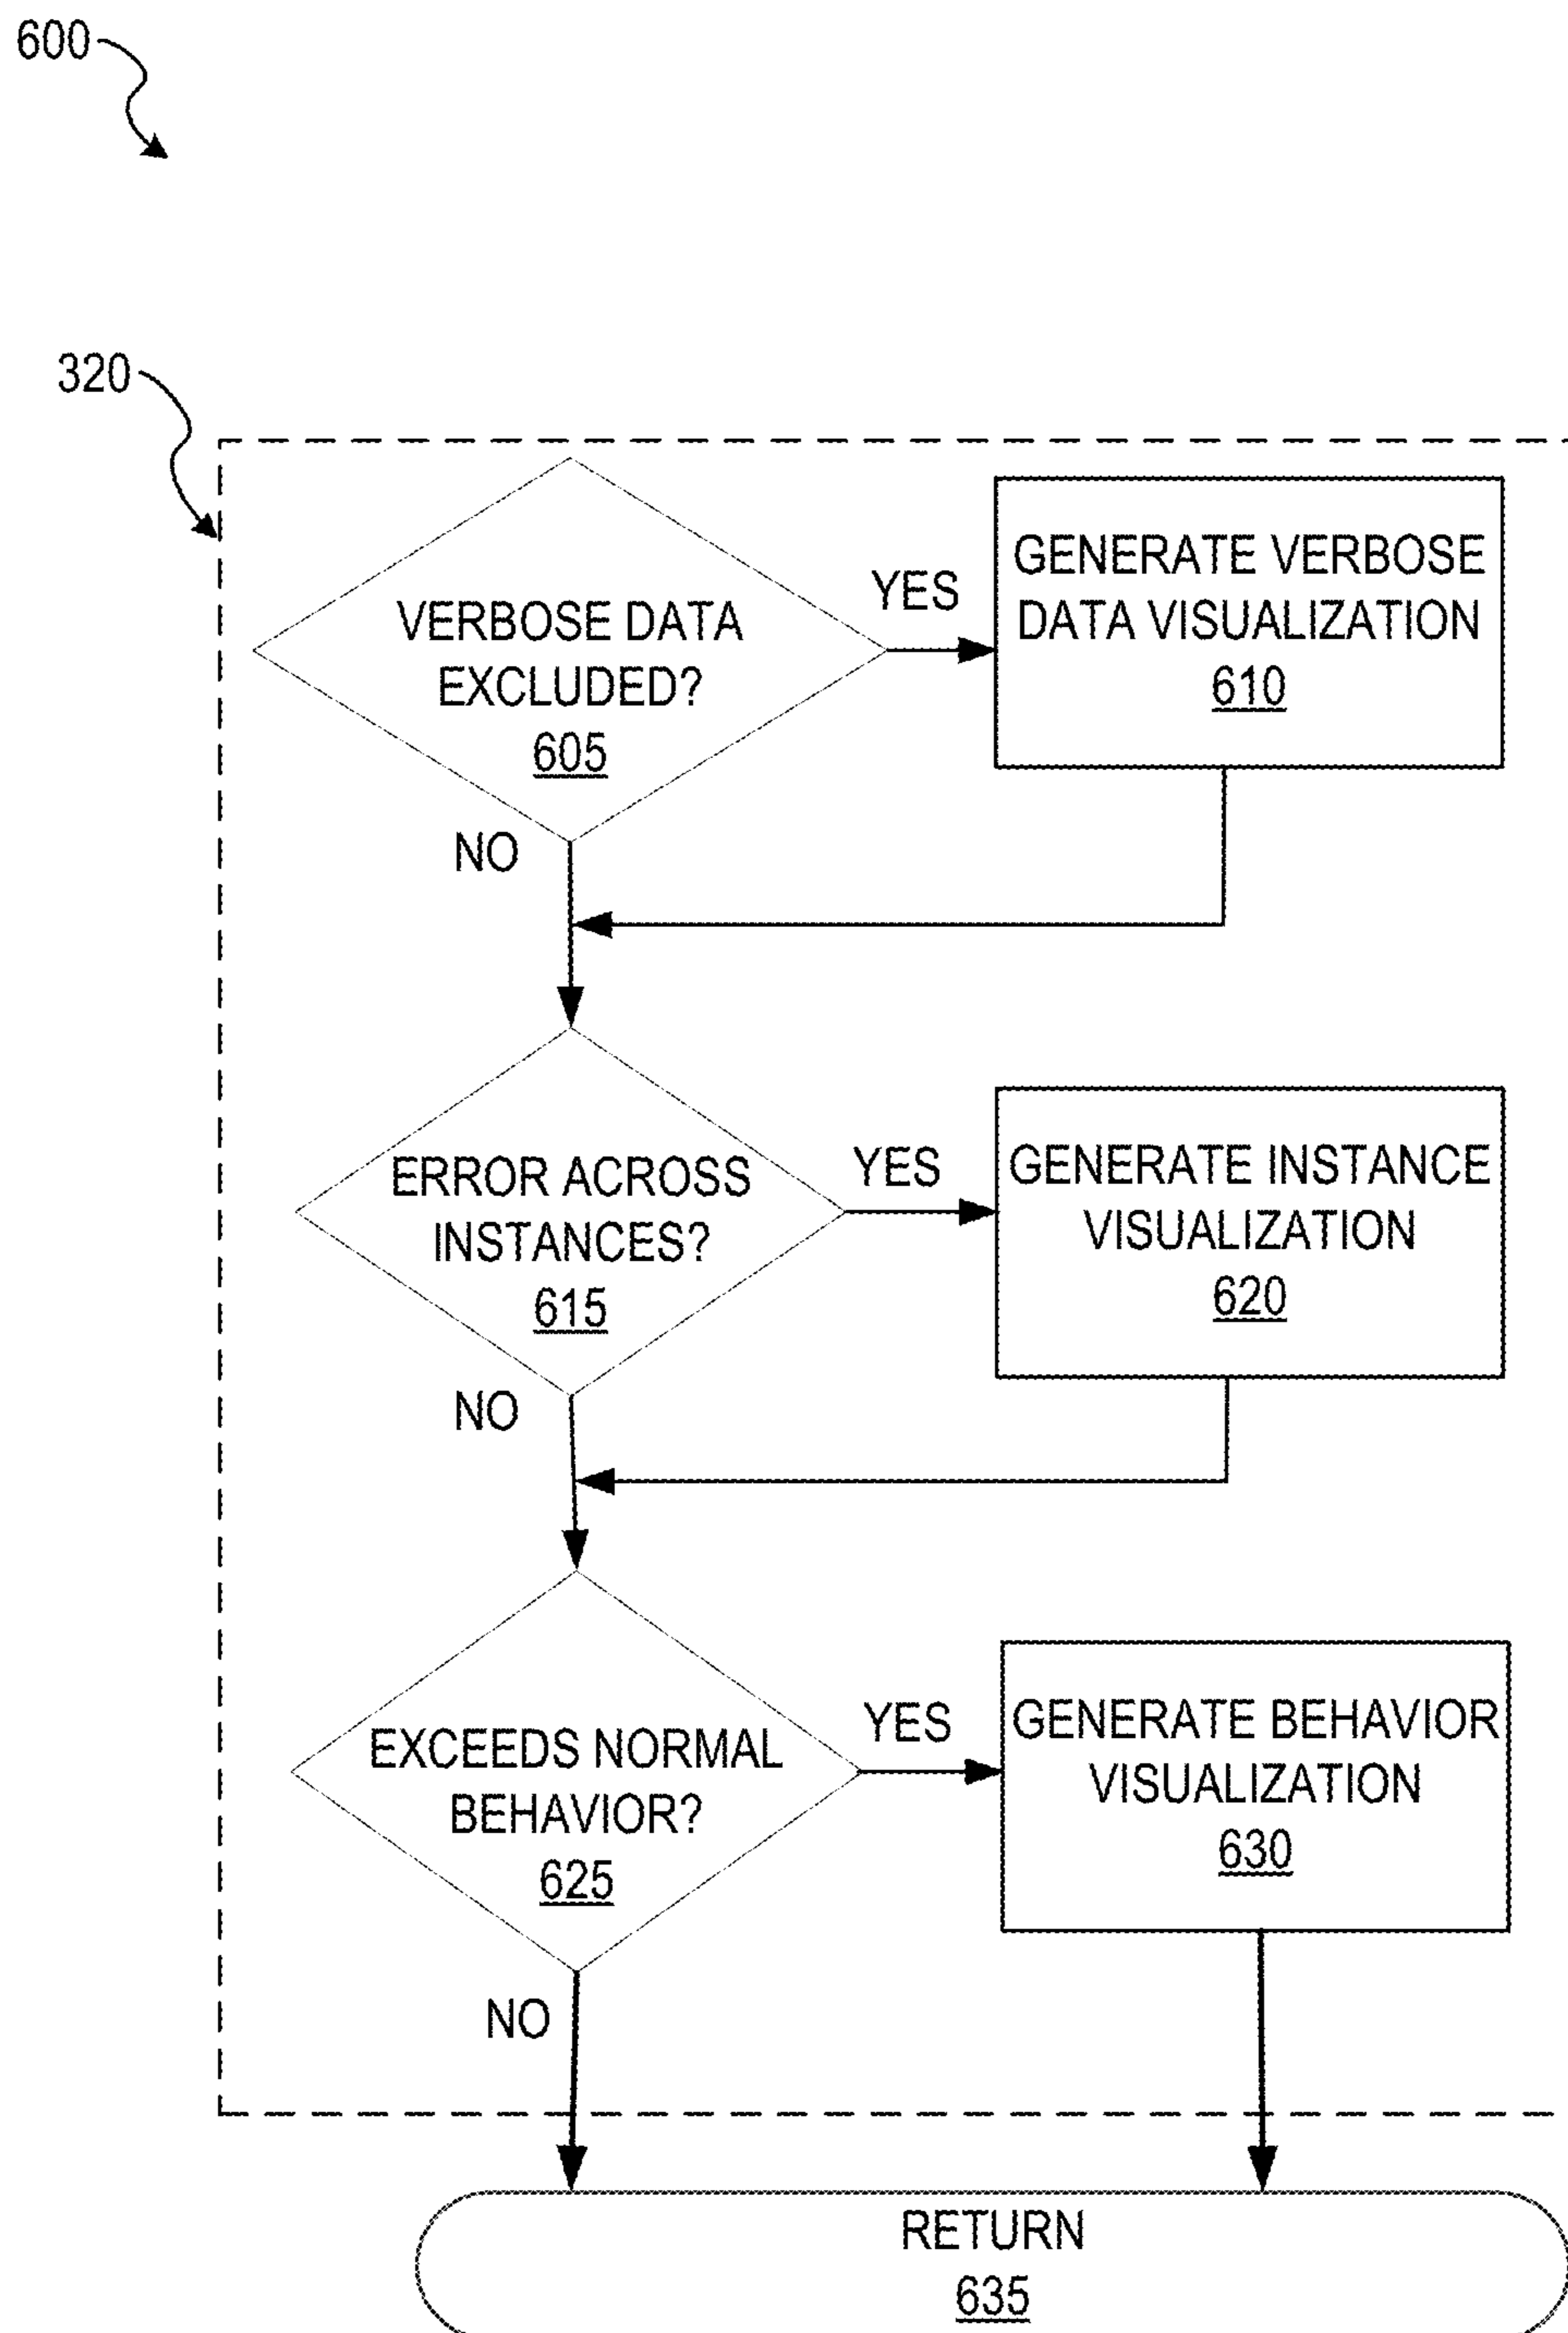 600
320
VERBOSE DATA
EXCLUDED?
605
YES
GENERATE VERBOSE
DATA VISUALIZATION
610
NO
ERROR ACROSS
INSTANCES?
615
YES
GENERATE INSTANCE
VISUALIZATION
620
NO
EXCEEDS NORMAL
BEHAVIOR?
625
YES
GENERATE BEHAVIOR
VISUALIZATION
630
NO
RETURN
635